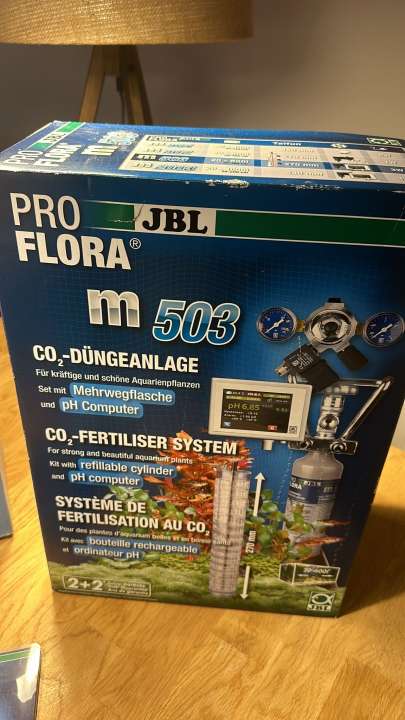 PRO
FLORA®
JBL
m 503
CO₂-DÜNGEANLAGE
Für kräftige und schöne Aquarienpflanzen
Set mit Mehrwegflasche
und pH Computer
CO₂-FERTILISER SYSTEM
For strong and beautiful aquarium plants
Kit with refillable cylinder
and pH computer
SYSTÈME DE
FERTILISATION AU CO₂
Pour des plantes d'aquarium belles et en bonne santé
Kit avec bouteille rechargeable
et ordinateur pH
2+2
pH 6,85
270 mm
JBL